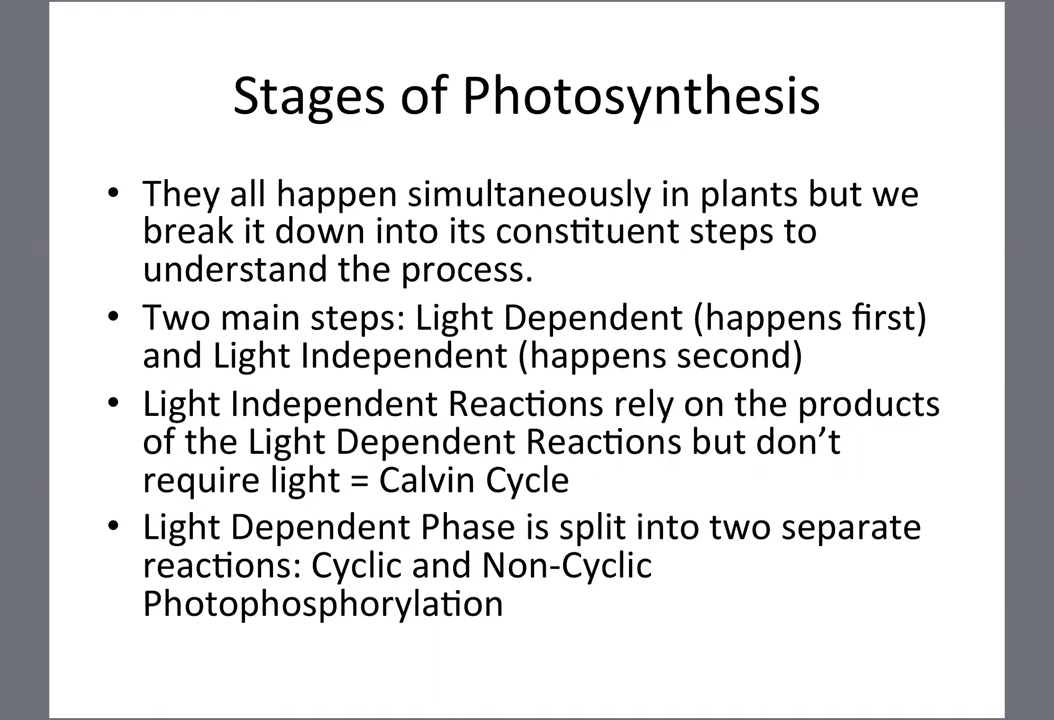 Stages of Photosynthesis
• They all happen simultaneously in plants but we
break it down into its constituent steps to
understand the process.
• Two main steps: Light Dependent (happens first)
and Light Independent (happens second)
• Light Independent Reactions rely on the products
of the Light Dependent Reactions but don’t
require light = Calvin Cycle
• Light Dependent Phase is split into two separate
reactions: Cyclic and Non-Cyclic
Photophosphorylation